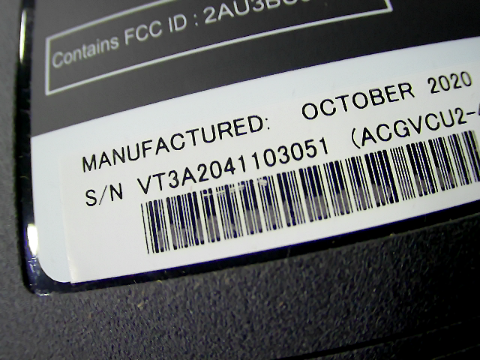 Contains FCC ID : 2AU3B
MANUFACTURED: OCTOBER 2020
S/N VT3A2041103051 (ACGVCU2-